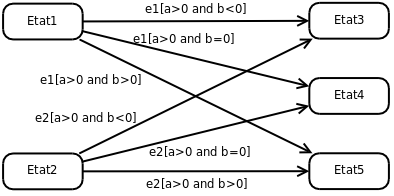 e1[a>0 and b<0]
Etat1
Etat3
e1[a>0 and b=0]
e1[a>0 and b>0]
Etat4
e2[a>0 and b<0]
e2[a>0 and b=0]
Etat2
Etat5
e2[a>0 and b>0]